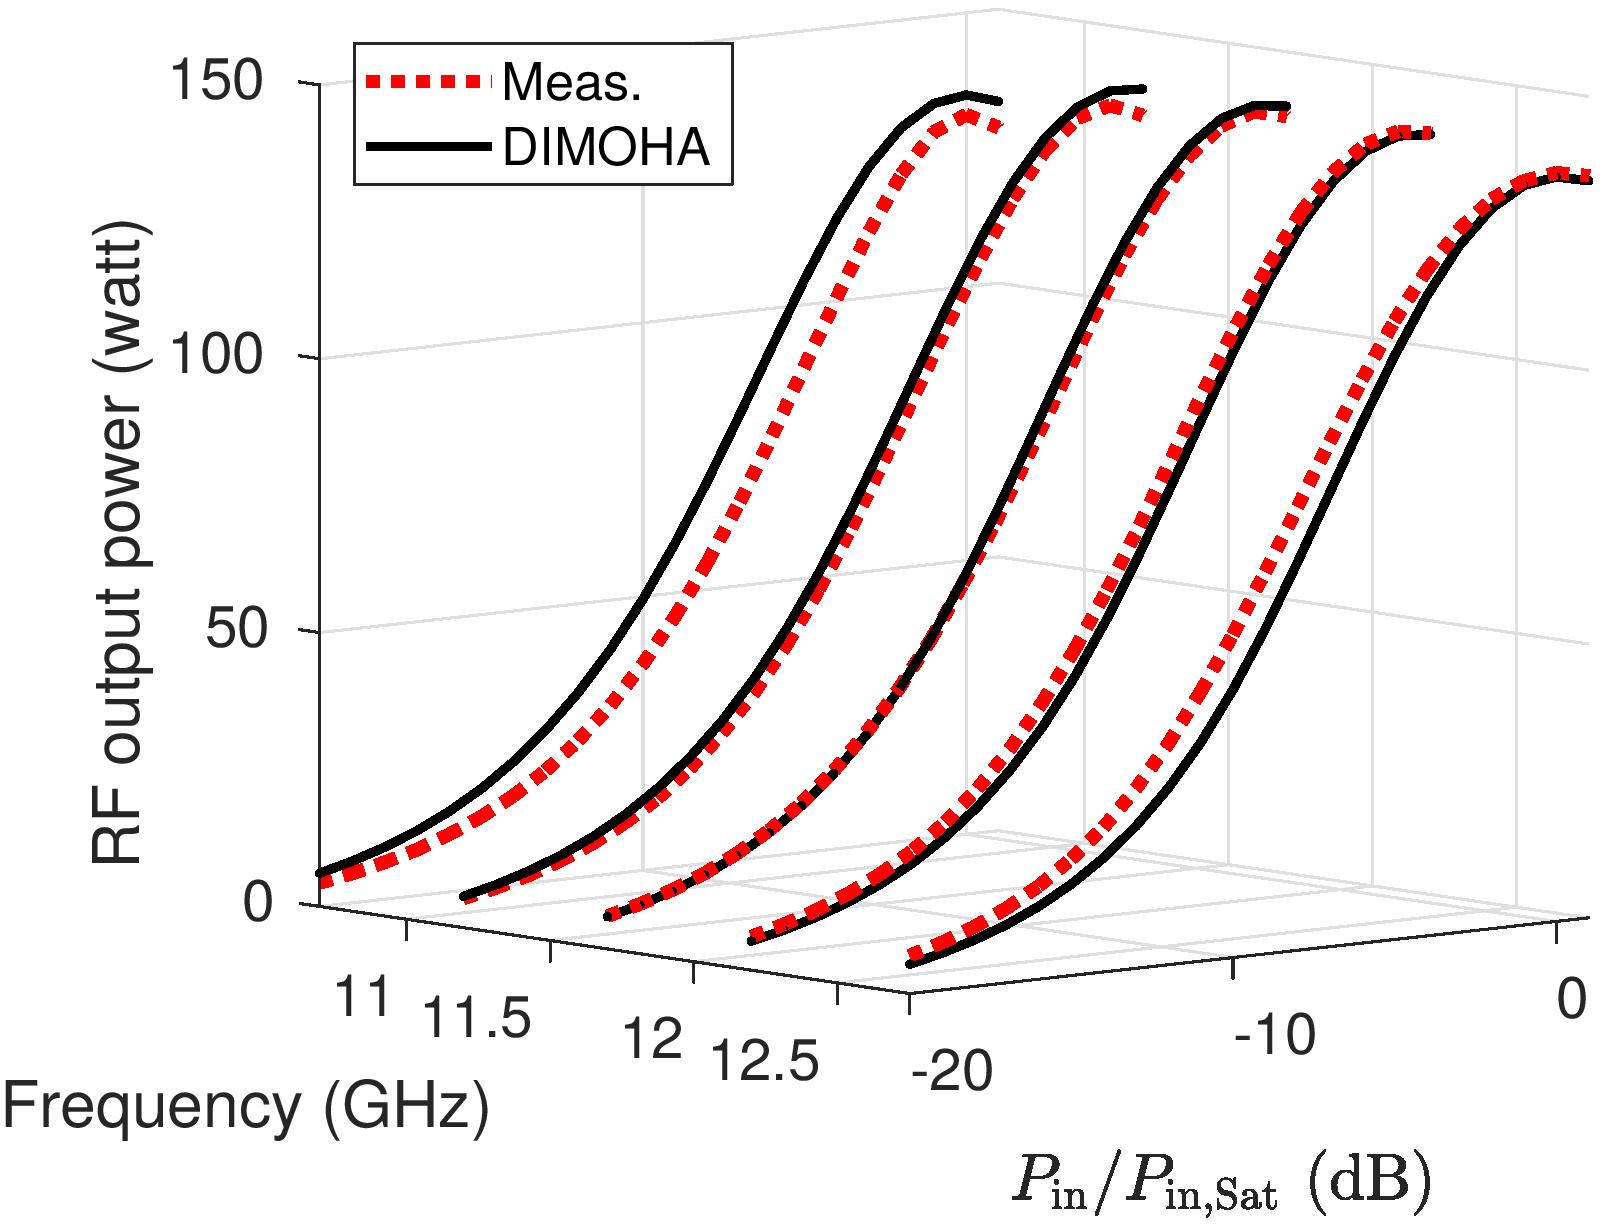 150
100
50
0
RF output power (watt)
Meas.
DIMOHA
11
11.5
12
12.5
-20
-10
0
Frequency (GHz)
P_in/P_in,Sat (dB)